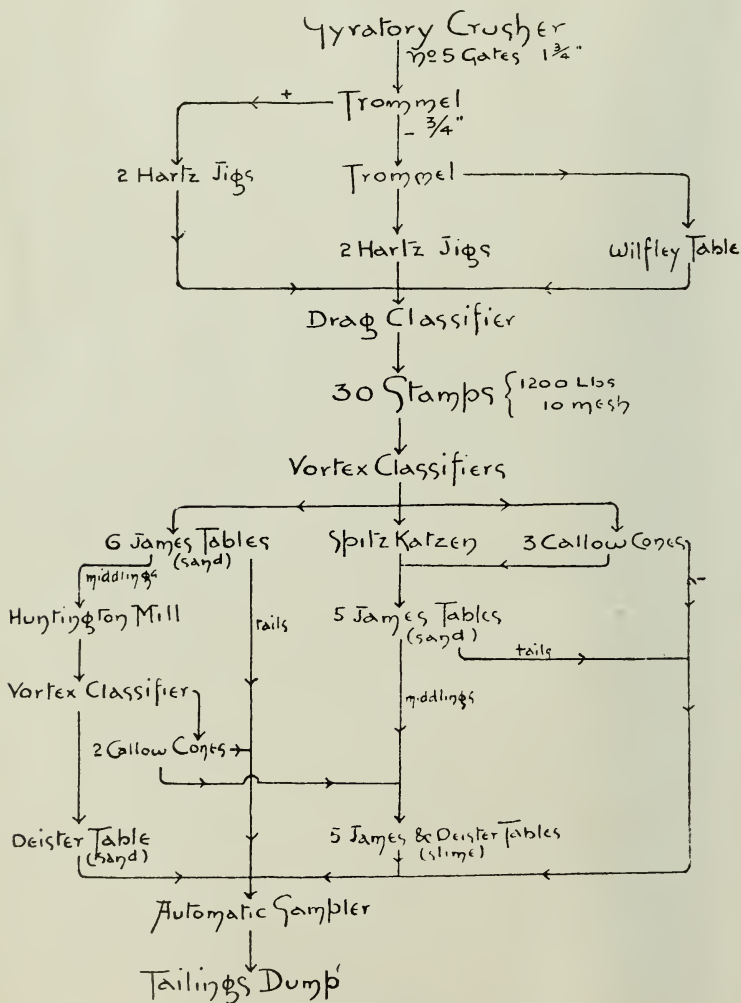 Gyratory Crusher
No 5 Gates 1 3/4"
+
Trommel
- 3/4"
2 Hartz Jigs
Trommel
2 Hartz Jigs
Wilfley Table
Drag Classifier
30 Stamps { 1200 Lbs
10 mesh
Vortex Classifiers
6 James Tables
(sand)
Spitz Katzen
3 Callow Cones
middlings
Huntington Mill
tails
5 James Tables
(sand)
tails
Vortex Classifier
middlings
2 Callow Cones
Deister Table
(sand)
5 James & Deister Tables
(slime)
Automatic Sampler
Tailings Dump